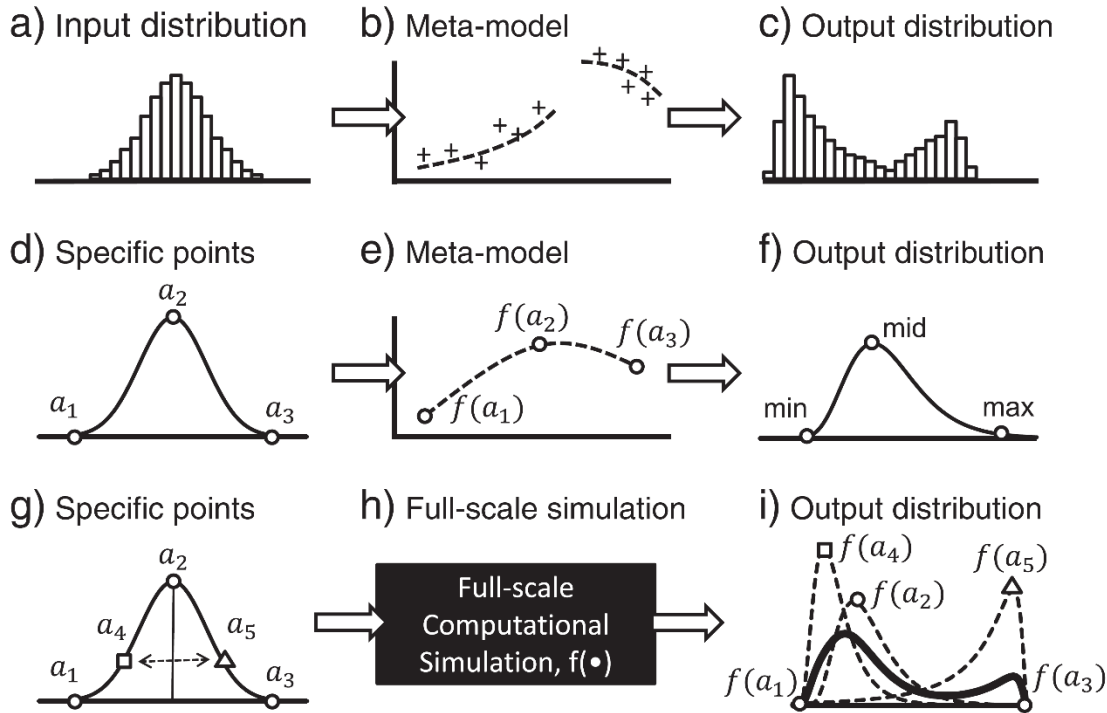 a) Input distribution
b) Meta-model
c) Output distribution
d) Specific points
e) Meta-model
f) Output distribution
a₂
a₁
a₃
f(a₂)
f(a₃)
f(a₁)
mid
min
max
g) Specific points
h) Full-scale simulation
i) Output distribution
a₂
a₄
a₅
a₁
a₃
Full-scale
Computational
Simulation, f(•)
f(a₄)
f(a₅)
f(a₂)
f(a₁)
f(a₃)